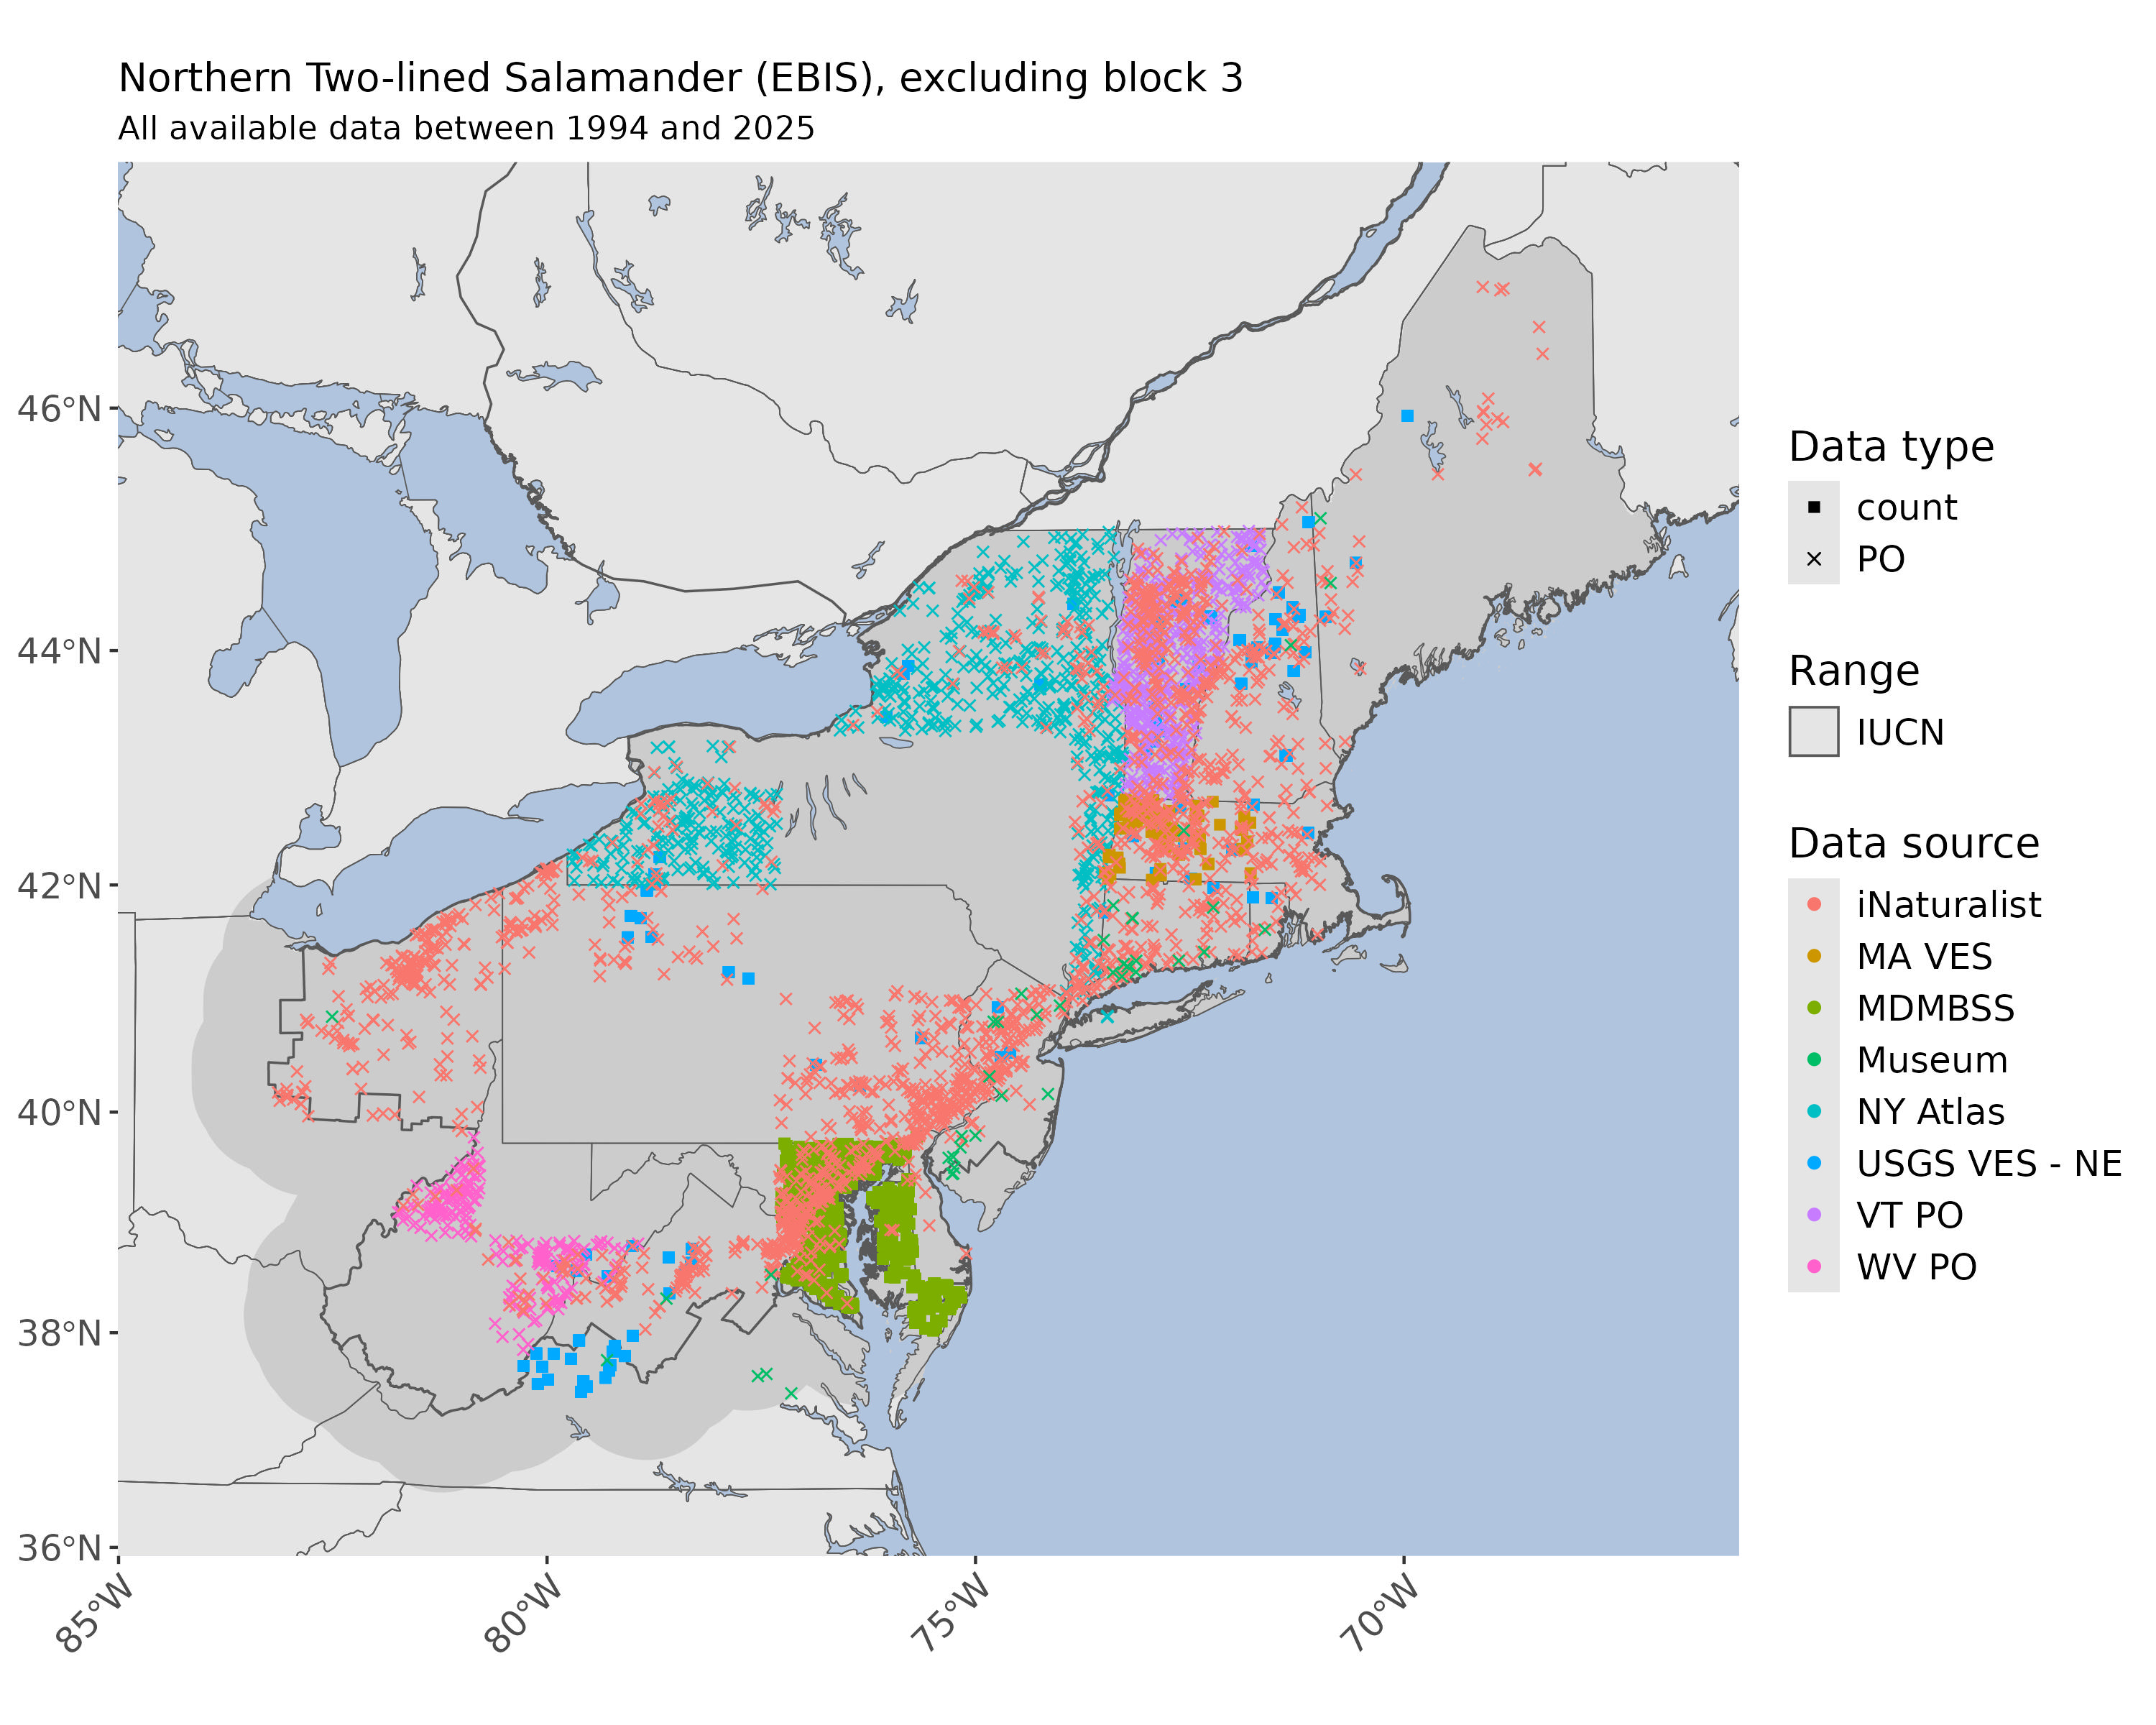 Northern Two-lined Salamander (EBIS), excluding block 3
All available data between 1994 and 2025
46°N
44°N
42°N
40°N
38°N
36°N
85°W
80°W
75°W
70°W
Data type
count
PO
Range
IUCN
Data source
iNaturalist
MA VES
MDMBSS
Museum
NY Atlas
USGS VES - NE
VT PO
WV PO